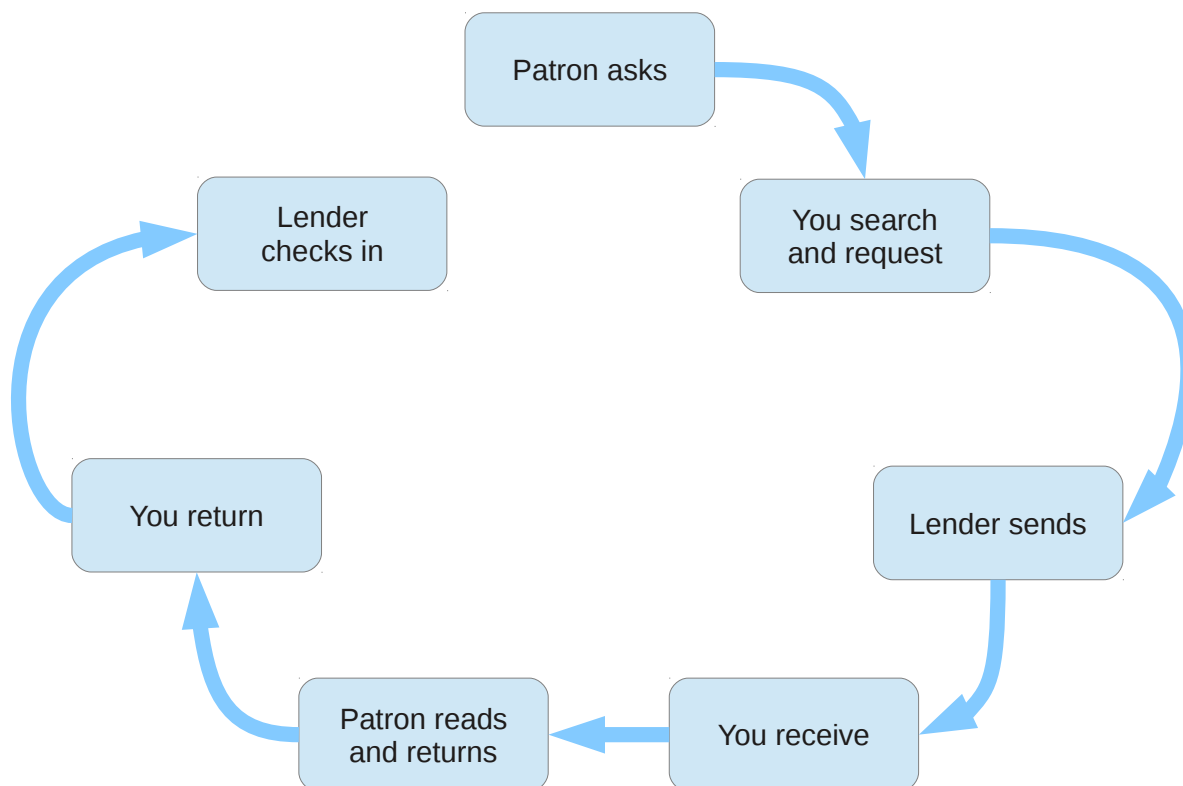 Patron asks
You search
and request
Lender sends
You receive
Patron reads
and returns
You return
Lender
checks in